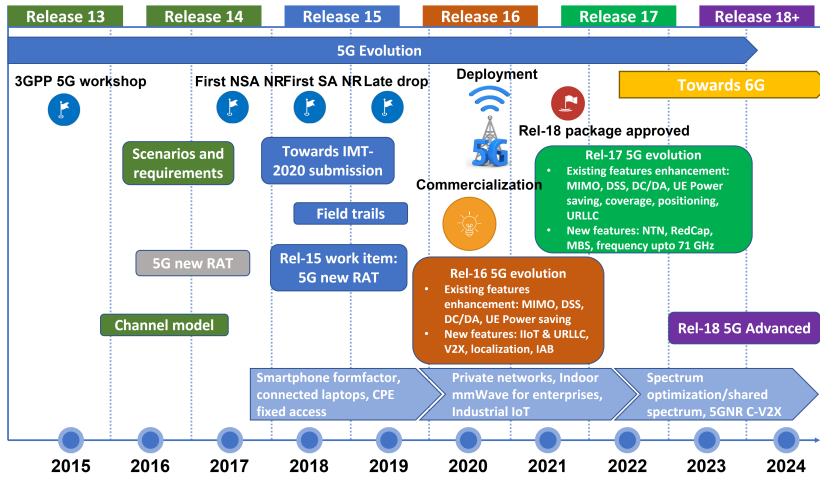 Release 13
Release 14
Release 15
Release 16
Release 17
Release 18+
5G Evolution
3GPP 5G workshop
First NSA NR
First SA NR
Late drop
Deployment
Towards 6G
5G
Rel-18 package approved
Scenarios and
requirements
Towards IMT-
2020 submission
Commercialization
Rel-17 5G evolution
• Existing features enhancement:
MIMO, DSS, DC/DA, UE Power
saving, coverage, positioning,
URLLC
• New features: NTN, RedCap,
MBS, frequency upto 71 GHz
Field trails
5G new RAT
Rel-15 work item:
5G new RAT
Rel-16 5G evolution
• Existing features
enhancement: MIMO, DSS,
DC/DA, UE Power saving
• New features: IIoT & URLLC,
V2X, localization, IAB
Channel model
Rel-18 5G Advanced
Smartphone formfactor,
connected laptops, CPE
fixed access
Private networks, Indoor
mmWave for enterprises,
Industrial IoT
Spectrum
optimization/shared
spectrum, 5GNR C-V2X
2015
2016
2017
2018
2019
2020
2021
2022
2023
2024